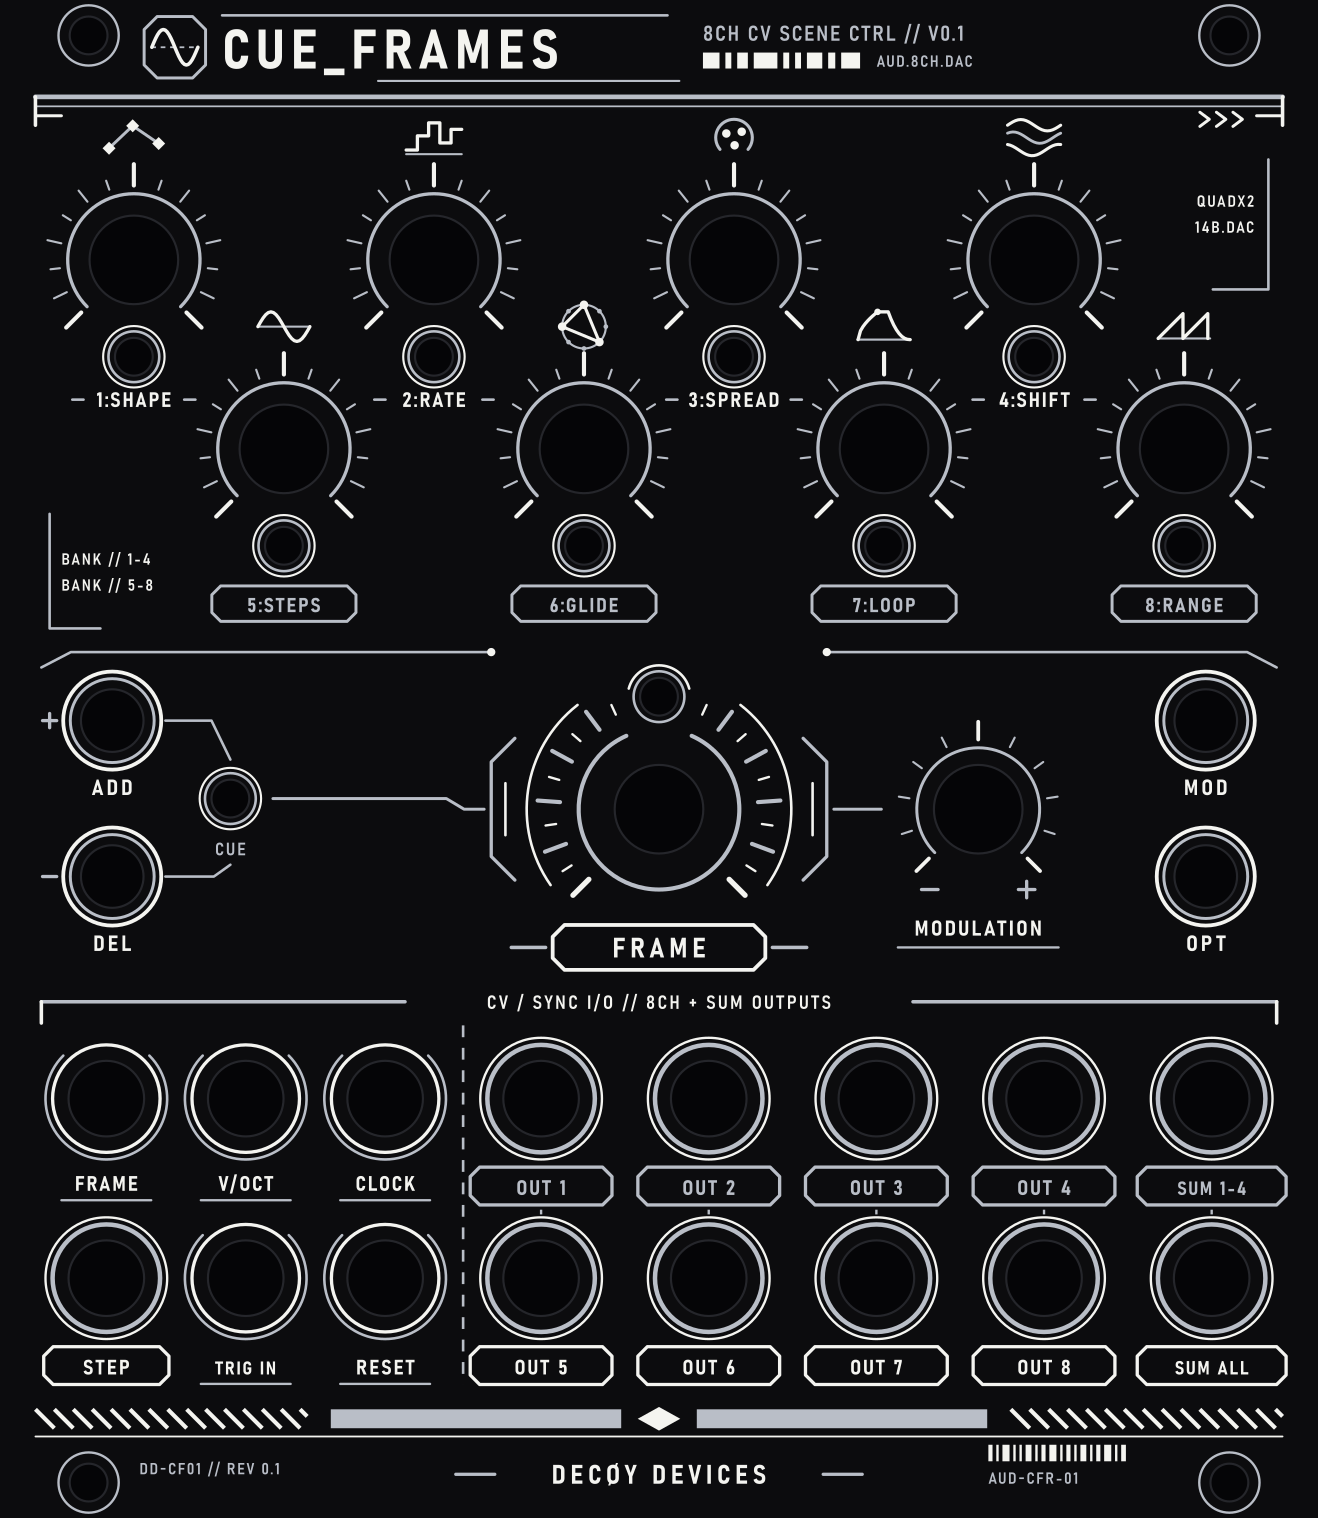 CUE_FRAMES
8CH CV SCENE CTRL // V0.1
AUD.8CH.DAC
QUADX2
14B.DAC
1:SHAPE
2:RATE
3:SPREAD
4:SHIFT
BANK // 1-4
BANK // 5-8
5:STEPS
6:GLIDE
7:LOOP
8:RANGE
+
ADD
CUE
DEL
MOD
- +
MODULATION
OPT
FRAME
CV / SYNC I/O // 8CH + SUM OUTPUTS
FRAME
V/OCT
CLOCK
OUT 1
OUT 2
OUT 3
OUT 4
SUM 1-4
STEP
TRIG IN
RESET
OUT 5
OUT 6
OUT 7
OUT 8
SUM ALL
DD-CF01 // REV 0.1
DECØY DEVICES
AUD-CFR-01